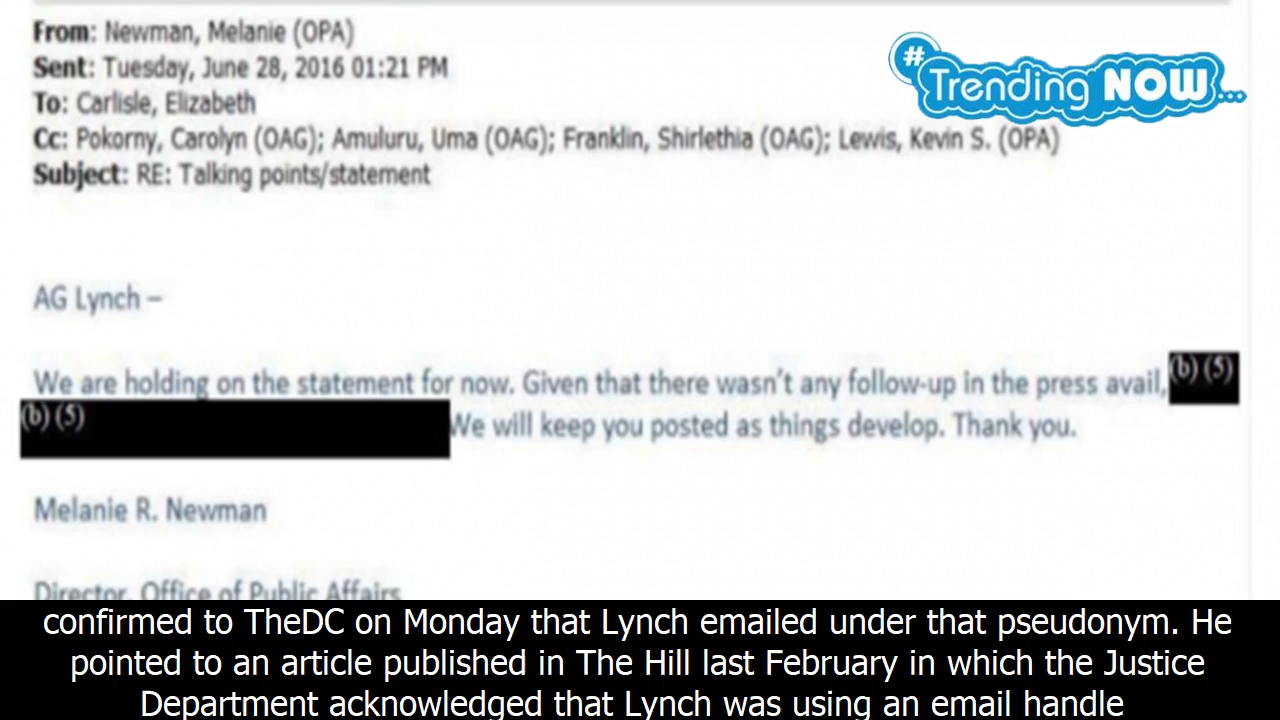 From: Newman, Melanie (OPA)
Sent: Tuesday, June 28, 2016 01:21 PM
To: Carlisle, Elizabeth
Cc: Pokorny, Carolyn (OAG); Amuluru, Uma (OAG); Franklin, Shirlethia (OAG); Lewis, Kevin S. (OPA)
Subject: RE: Talking points/statement
# Trending NOW...
AG Lynch –
We are holding on the statement for now. Given that there wasn't any follow-up in the press avail, (b) (5)
(b) (5) We will keep you posted as things develop. Thank you.
Melanie R. Newman
Director, Office of Public Affairs
confirmed to TheDC on Monday that Lynch emailed under that pseudonym. He
pointed to an article published in The Hill last February in which the Justice
Department acknowledged that Lynch was using an email handle